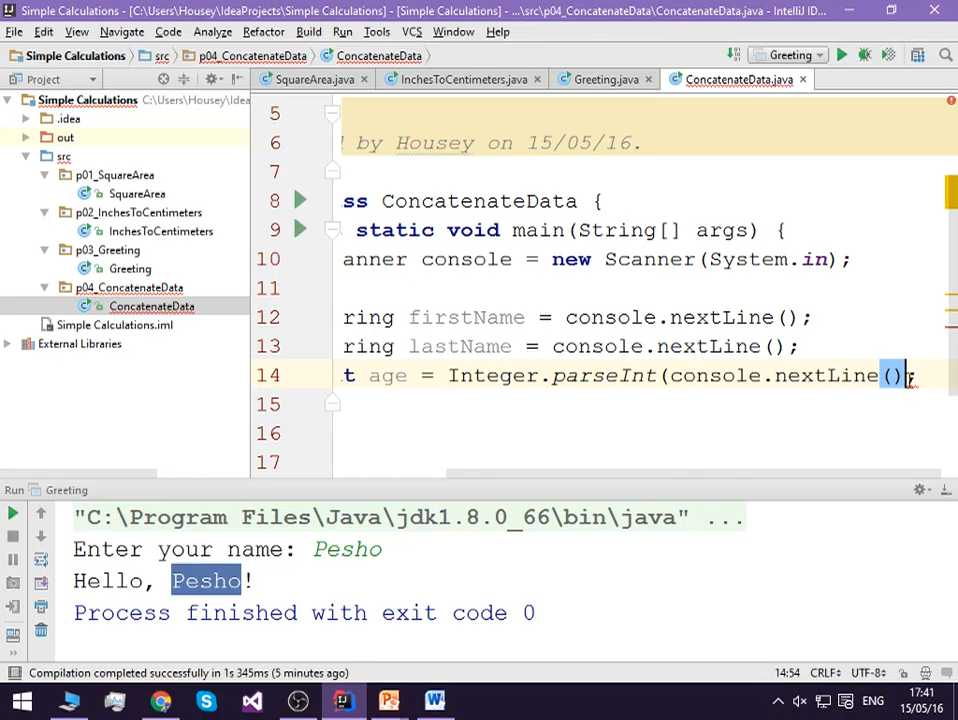 Simple Calculations - [C:\Users\Housey\IdeaProjects\Simple Calculations] - [Simple Calculations] - ...\src\p04_ConcatenateData\ConcatenateData.java - IntelliJ ID...
File Edit View Navigate Code Analyze Refactor Build Run Tools VCS Window Help
Simple Calculations src p04_ConcatenateData ConcatenateData Greeting
Project SquareArea.java InchesToCentimeters.java Greeting.java ConcatenateData.java
Simple Calculations C:\Users\Housey\Idea
.idea
out
src
p01_SquareArea
SquareArea
p02_InchesToCentimeters
InchesToCentimeters
p03_Greeting
Greeting
p04_ConcatenateData
ConcatenateData
Simple Calculations.iml
External Libraries
5
6 by Housey on 15/05/16.
7
8 ss ConcatenateData {
9 static void main(String[] args) {
10 anner console = new Scanner(System.in);
11
12 ring firstName = console.nextLine();
13 ring lastName = console.nextLine();
14 t age = Integer.parseInt(console.nextLine();
15
16
17
Run Greeting
"C:\Program Files\Java\jdk1.8.0_66\bin\java" ...
Enter your name: Pesho
Hello, Pesho!
Process finished with exit code 0
Compilation completed successfully in 1s 345ms (5 minutes ago) 14:54 CRLF UTF-8
ENG 17:41
15/05/16